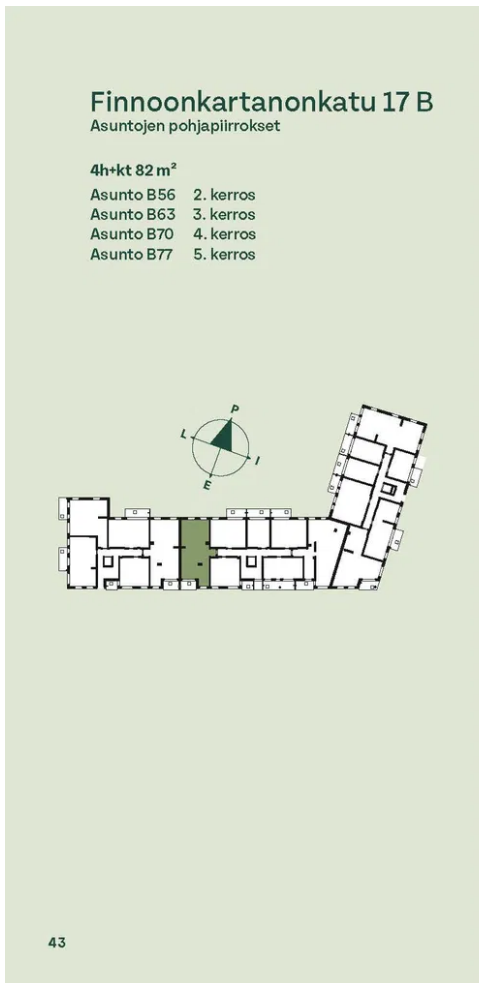 Finnoonkartanonkatu 17 B
Asuntojen pohjapiirrokset
4h+kt 82 m²
Asunto B56 2. kerros
Asunto B63 3. kerros
Asunto B70 4. kerros
Asunto B77 5. kerros
P
L
I
E
43